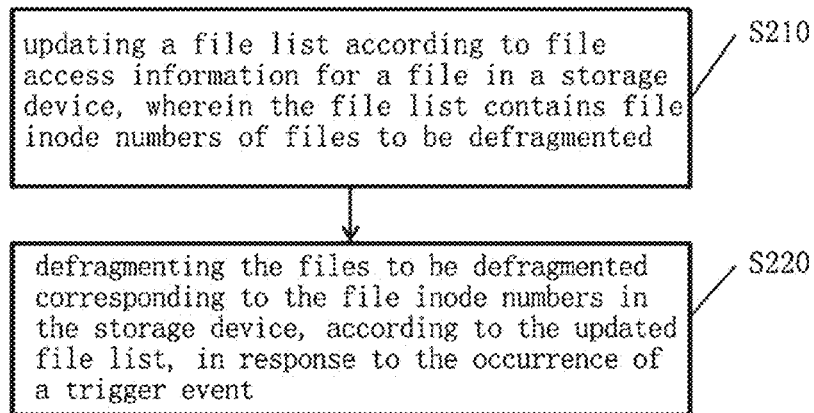 updating a file list according to file
access information for a file in a storage
device, wherein the file list contains file
inode numbers of files to be defragmented
S210
defragmenting the files to be defragmented
corresponding to the file inode numbers in
the storage device, according to the updated
file list, in response to the occurrence of
a trigger event
S220